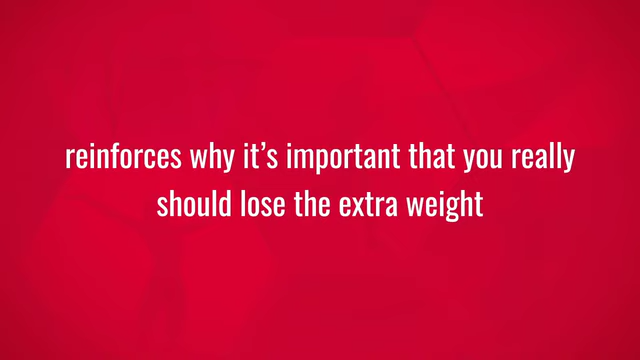 reinforces why it’s important that you really
should lose the extra weight